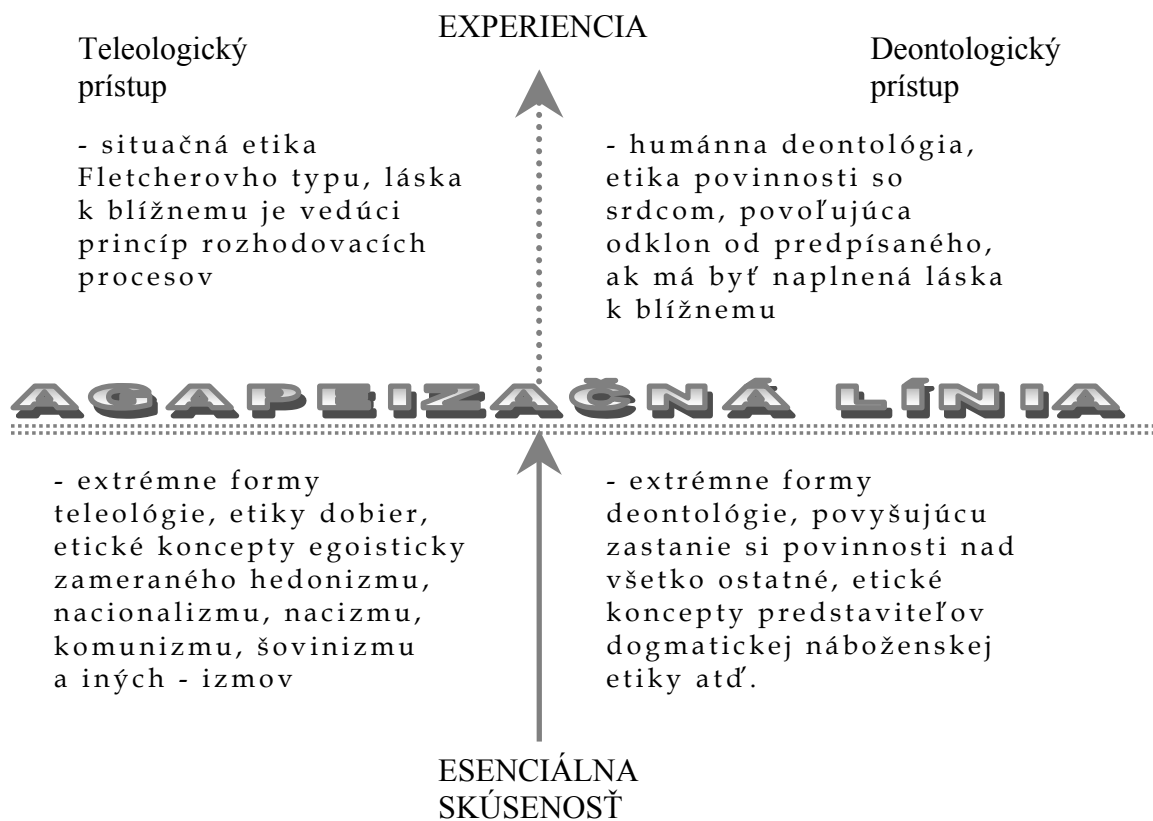 EXPERIENCIA
Teleologický
prístup
- situačná etika
Fletcherovho typu, láska
k blížnemu je vedúci
princíp rozhodovacích
procesov
Deontologický
prístup
- humánna deontológia,
etika povinnosti so
srdcom, povoľujúca
odklon od predpísaného,
ak má byť naplnená láska
k blížnemu
AGAPEIZAČNÁ LÍNIA
- extrémne formy
teleológie, etiky dobier,
etické koncepty egoisticky
zameraného hedonizmu,
nacionalizmu, nacizmu,
komunizmu, šovinizmu
a iných - izmov
- extrémne formy
deontológie, povyšujúcu
zastanie si povinnosti nad
všetko ostatné, etické
koncepty predstaviteľov
dogmatickej náboženskej
etiky atď.
ESENCIÁLNA
SKÚSENOSŤ